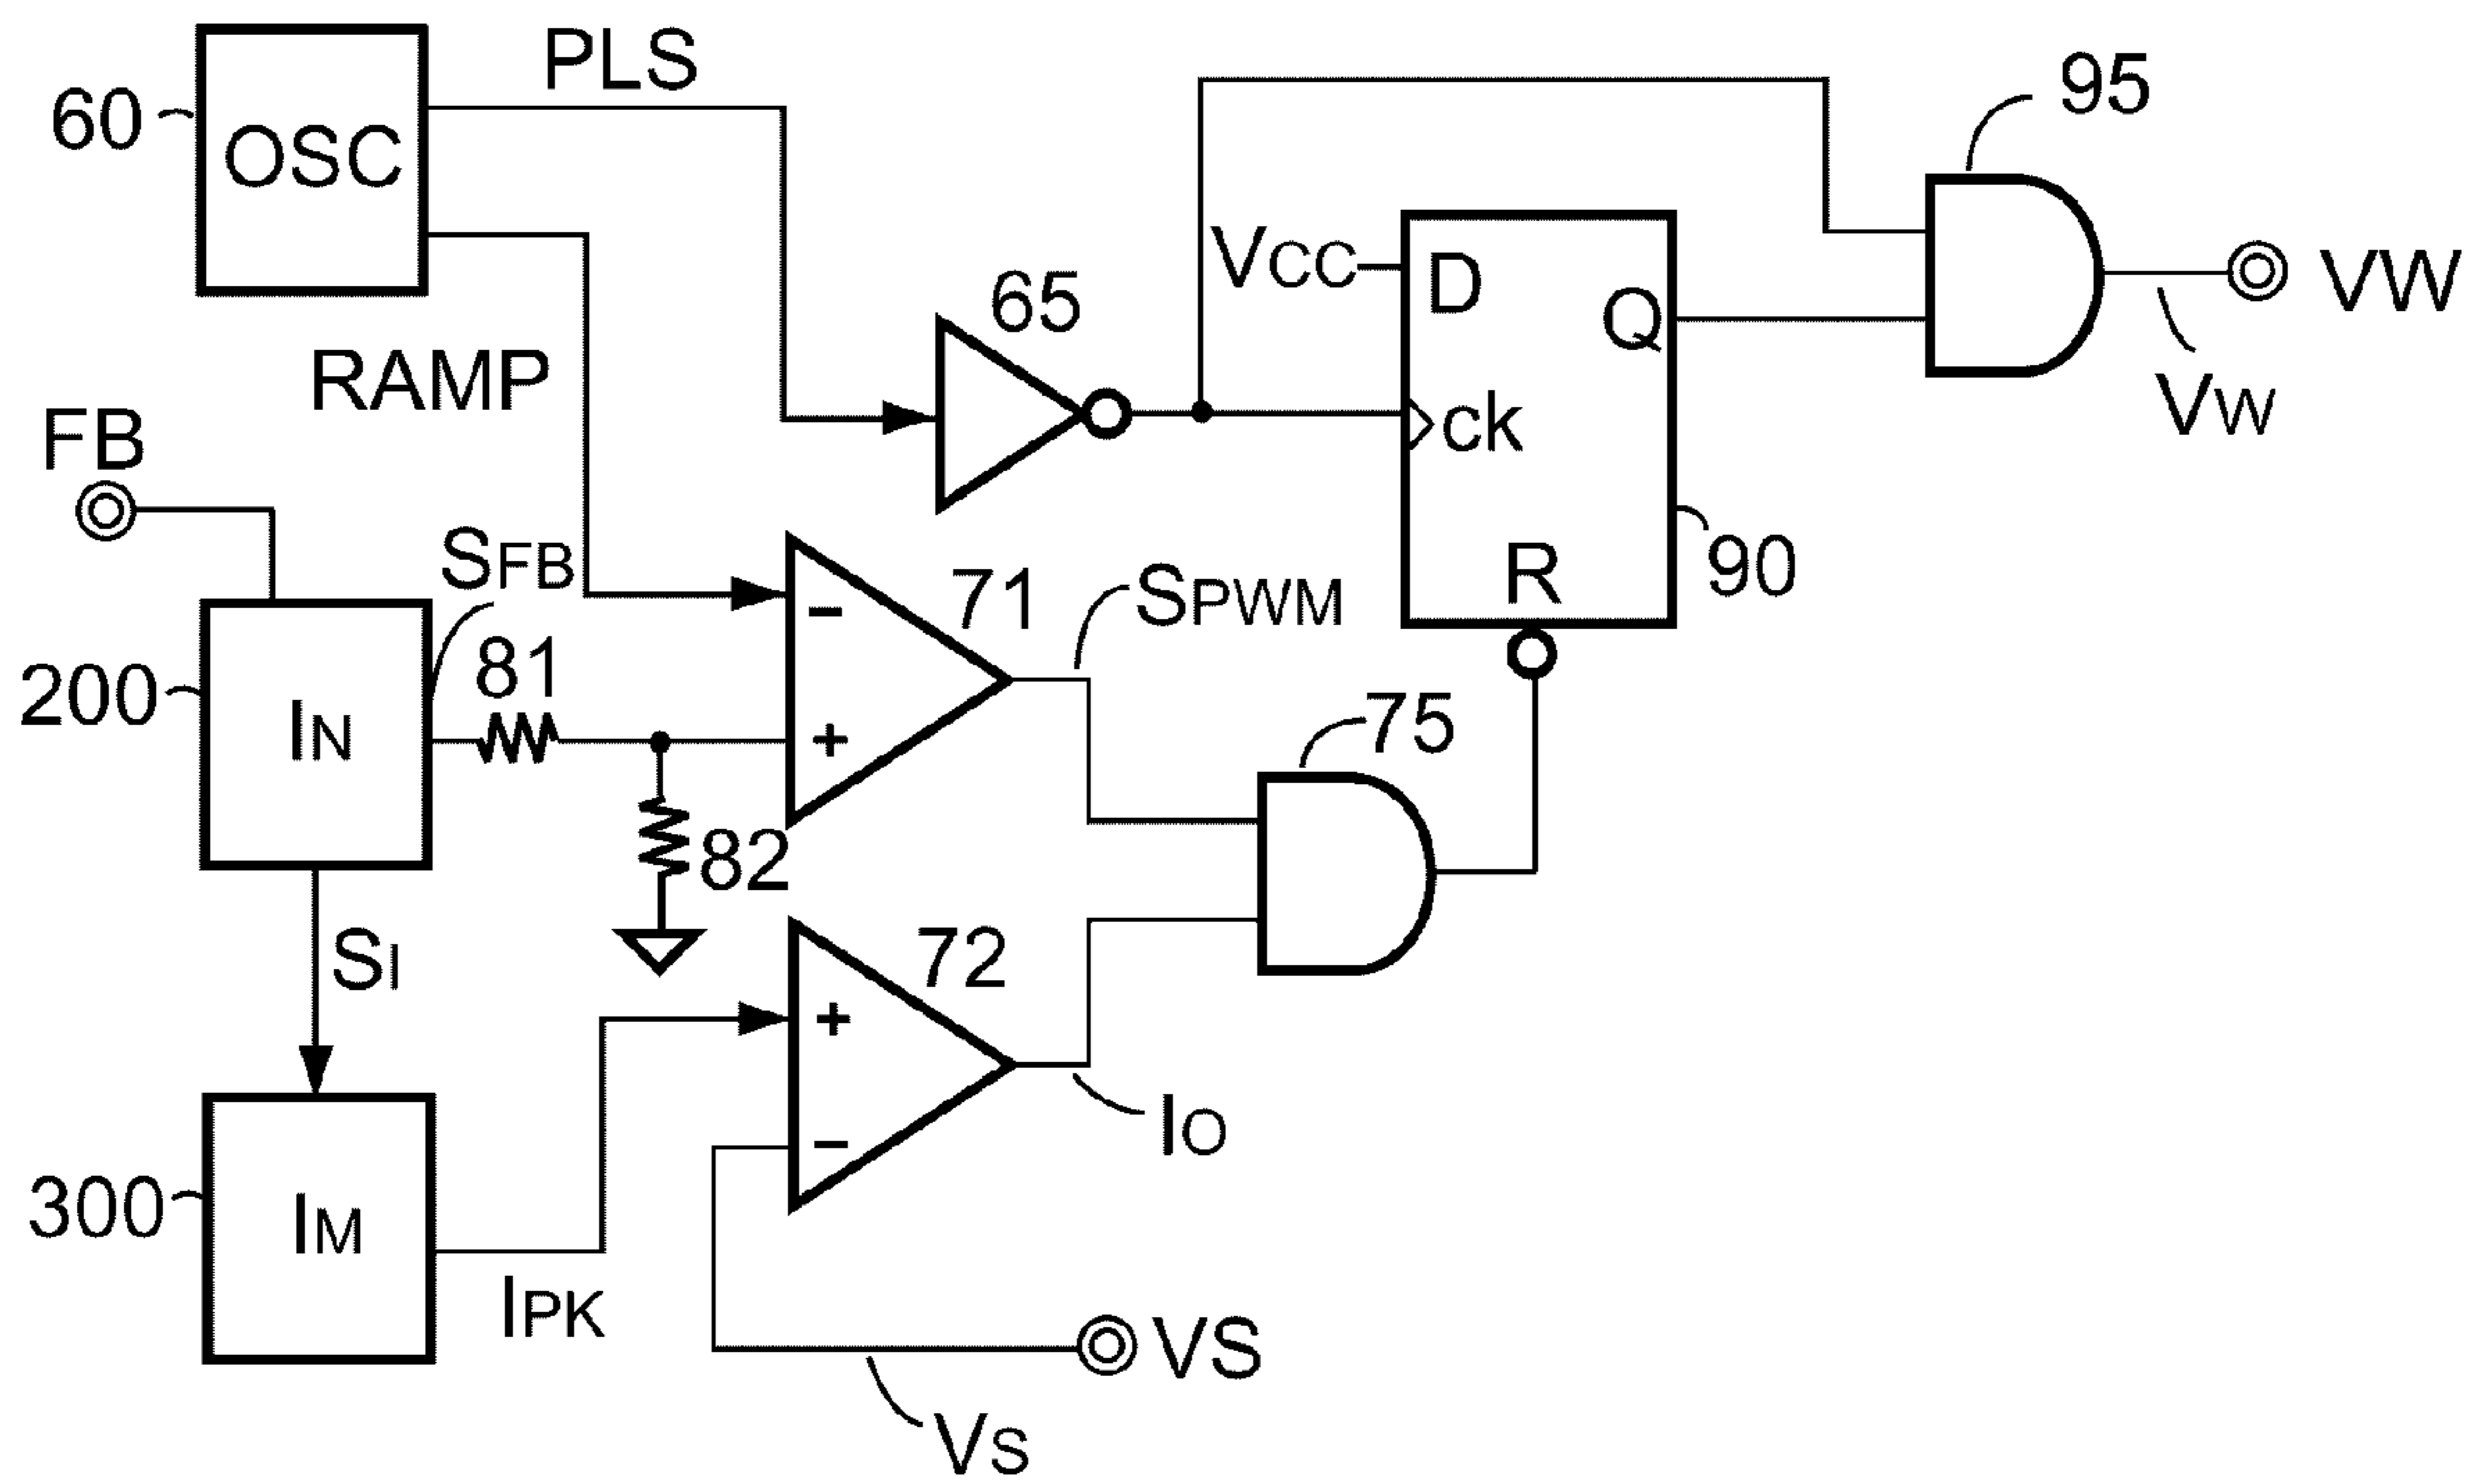 PLS
95
60
OSC
VCC
D
Q
VW
65
RAMP
VW
FB
ck
SFB
71
SPWM
R
90
81
200
IN
75
+
-
82
SI
72
+
-
300
IM
IO
IPK
VS
VS